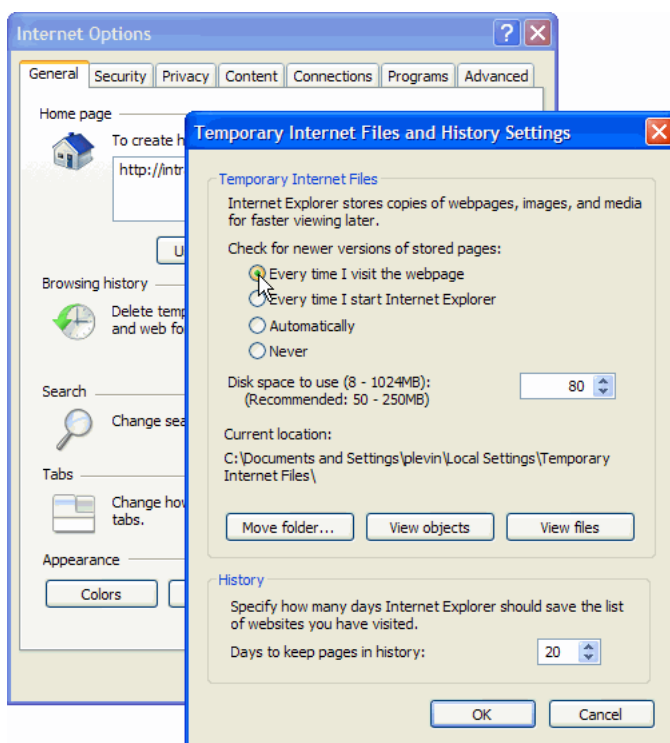 Internet Options
General Security Privacy Content Connections Programs Advanced
Home page
To create h
http://intr
U
Browsing history
Delete temp
and web fo
Search
Change sea
Tabs
Change how
tabs.
Appearance
Colors
Temporary Internet Files and History Settings
Temporary Internet Files
Internet Explorer stores copies of webpages, images, and media
for faster viewing later.
Check for newer versions of stored pages:
Every time I visit the webpage
Every time I start Internet Explorer
Automatically
Never
Disk space to use (8 - 1024MB): 80
(Recommended: 50 - 250MB)
Current location:
C:\Documents and Settings\plevin\Local Settings\Temporary
Internet Files\
Move folder... View objects View files
History
Specify how many days Internet Explorer should save the list
of websites you have visited.
Days to keep pages in history: 20
OK Cancel